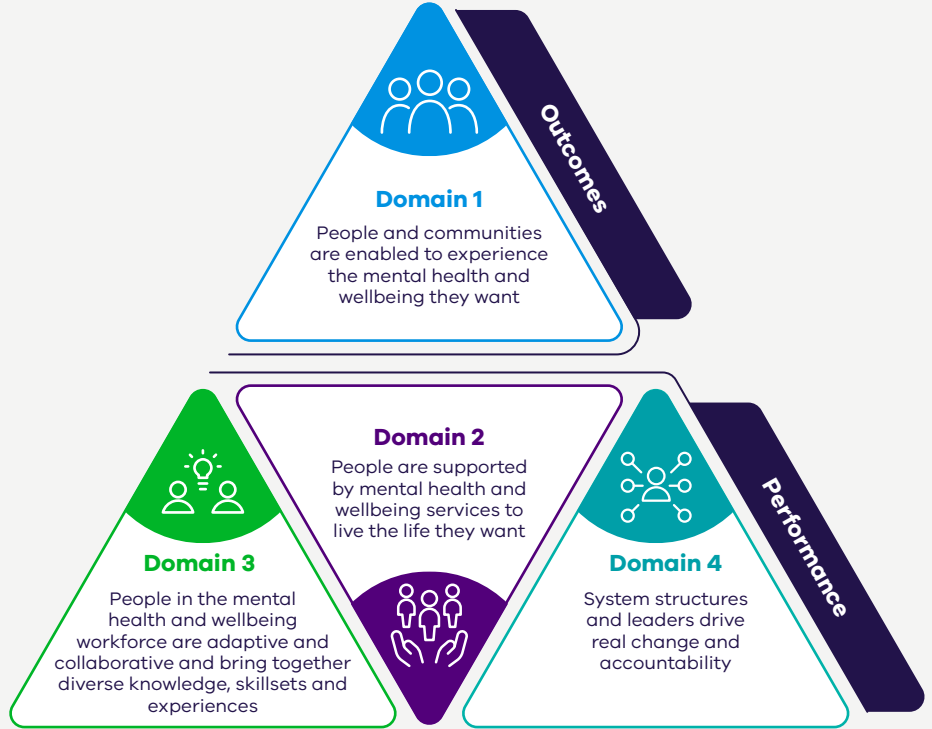 Outcomes
Domain 1
People and communities
are enabled to experience
the mental health and
wellbeing they want
Domain 2
People are supported
by mental health and
wellbeing services to
live the life they want
Performance
Domain 3
People in the mental
health and wellbeing
workforce are adaptive and
collaborative and bring together
diverse knowledge, skillsets and
experiences
Domain 4
System structures
and leaders drive
real change and
accountability